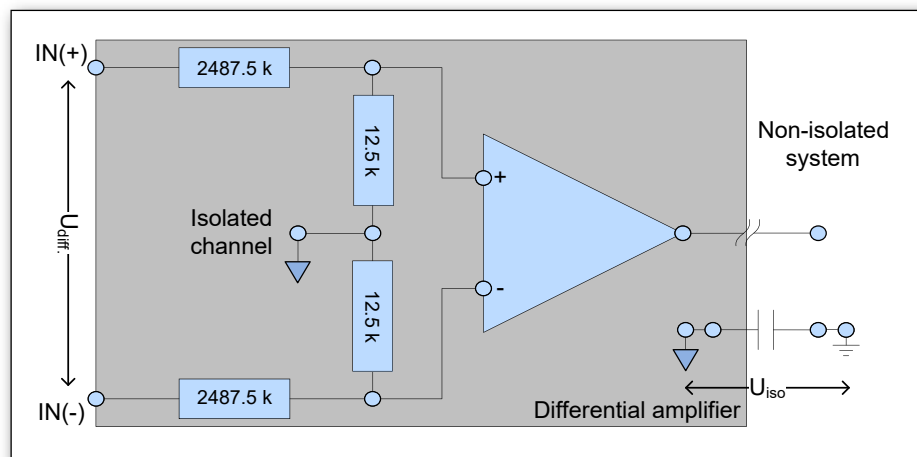 IN(+)
2487.5 k
12.5 k
+
Non-isolated
system
Isolated
channel
Udiff.
12.5 k
-
Uiso
2487.5 k
IN(-)
Differential amplifier